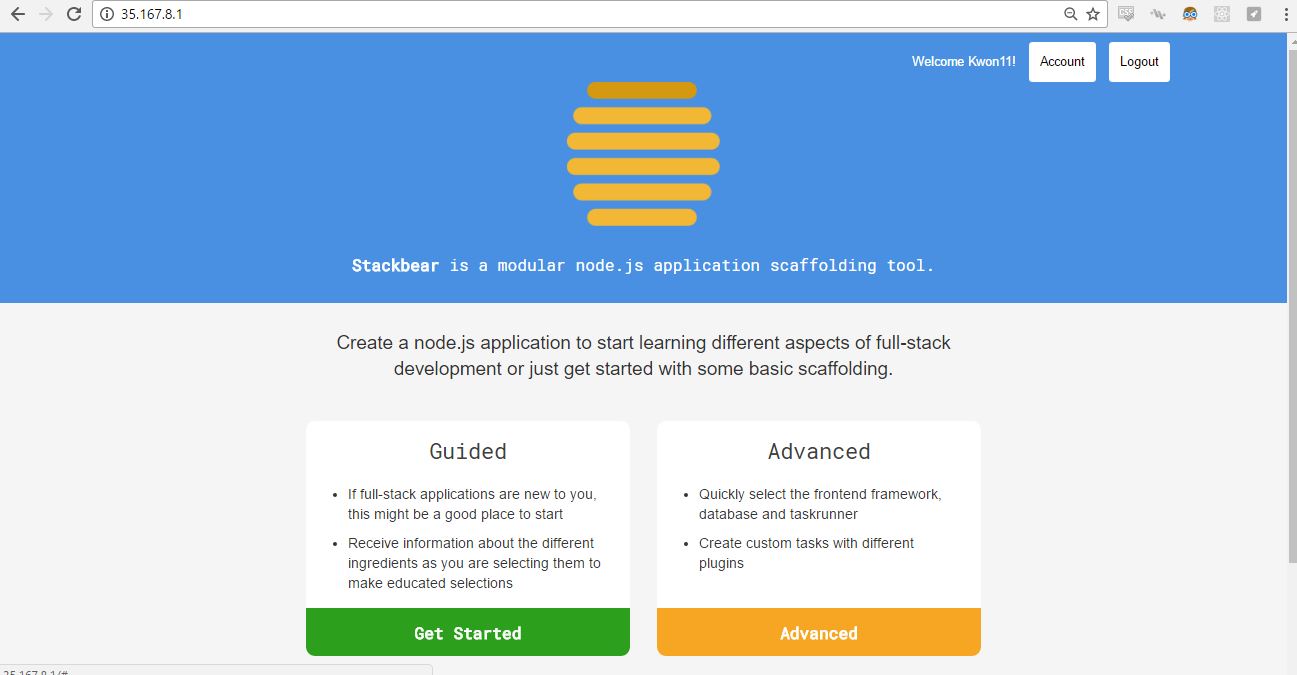 35.167.8.1
Welcome Kwon11! Account Logout
Stackbear is a modular node.js application scaffolding tool.
Create a node.js application to start learning different aspects of full-stack
development or just get started with some basic scaffolding.
Guided
• If full-stack applications are new to you,
this might be a good place to start
• Receive information about the different
ingredients as you are selecting them to
make educated selections
Get Started
Advanced
• Quickly select the frontend framework,
database and taskrunner
• Create custom tasks with different
plugins
Advanced
35.167.8.1/#